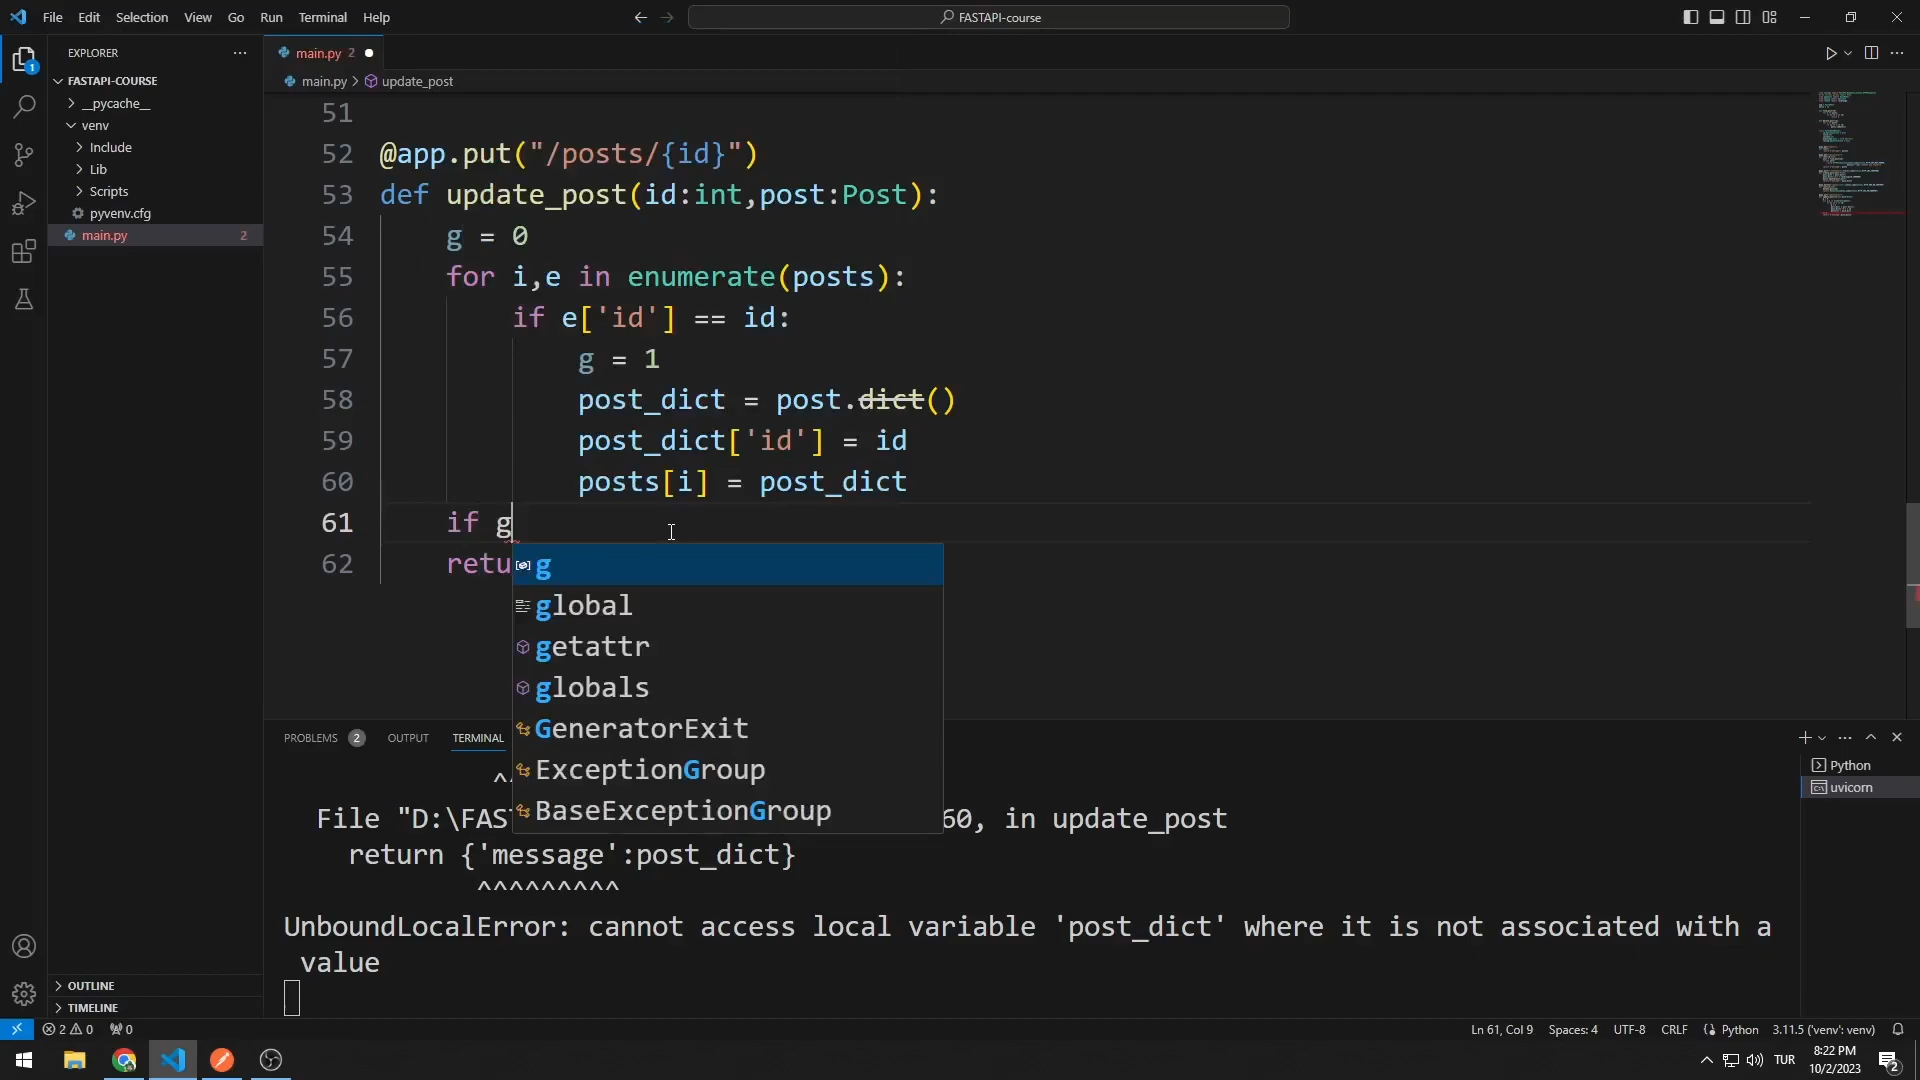 File Edit Selection View Go Run Terminal Help
FASTAPI-course
EXPLORER
FASTAPI-COURSE
__pycache__
venv
Include
Lib
Scripts
pyvenv.cfg
main.py 2
main.py 2
main.py > update_post
51
52 @app.put("/posts/{id}")
53 def update_post(id:int,post:Post):
54 g = 0
55 for i,e in enumerate(posts):
56 if e['id'] == id:
57 g = 1
58 post_dict = post.dict()
59 post_dict['id'] = id
60 posts[i] = post_dict
61 if g
62 retu
g
global
getattr
globals
GeneratorExit
ExceptionGroup
BaseExceptionGroup
PROBLEMS 2 OUTPUT TERMINAL
^^
File "D:\FAS 60, in update_post
return {'message':post_dict}
^^^^^^^^^
UnboundLocalError: cannot access local variable 'post_dict' where it is not associated with a
value
Python
uvicorn
OUTLINE
TIMELINE
2 0 0
Ln 61, Col 9 Spaces: 4 UTF-8 CRLF Python 3.11.5 ('venv': venv)
TUR
8:22 PM
10/2/2023
2
1